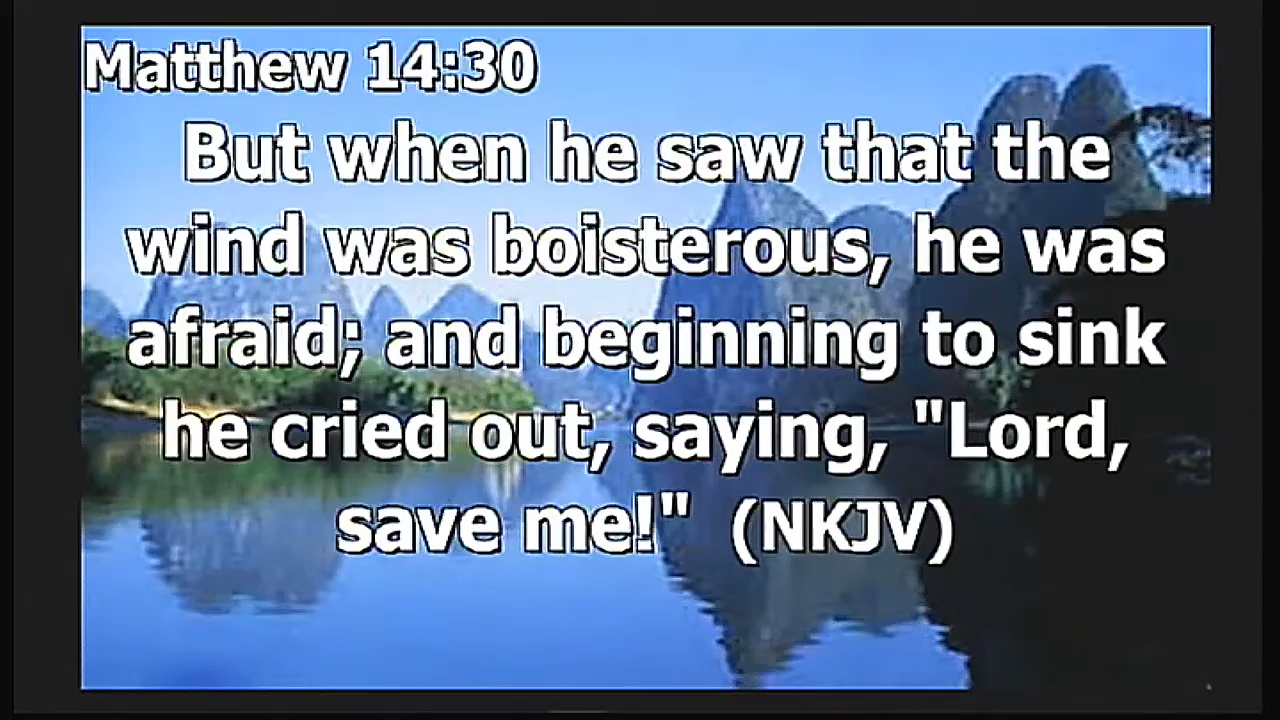 Matthew 14:30
But when he saw that the
wind was boisterous, he was
afraid; and beginning to sink
he cried out, saying, "Lord,
save me!" (NKJV)